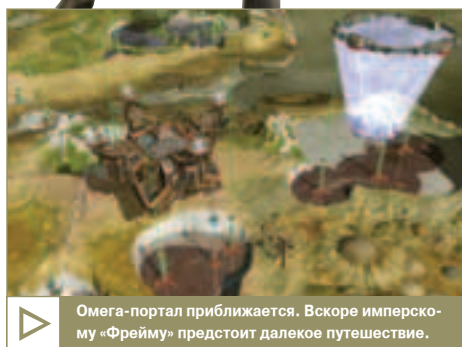 Омега-портал приближается. Вскоре имперско-
му «Фрейму» предстоит далекое путешествие.